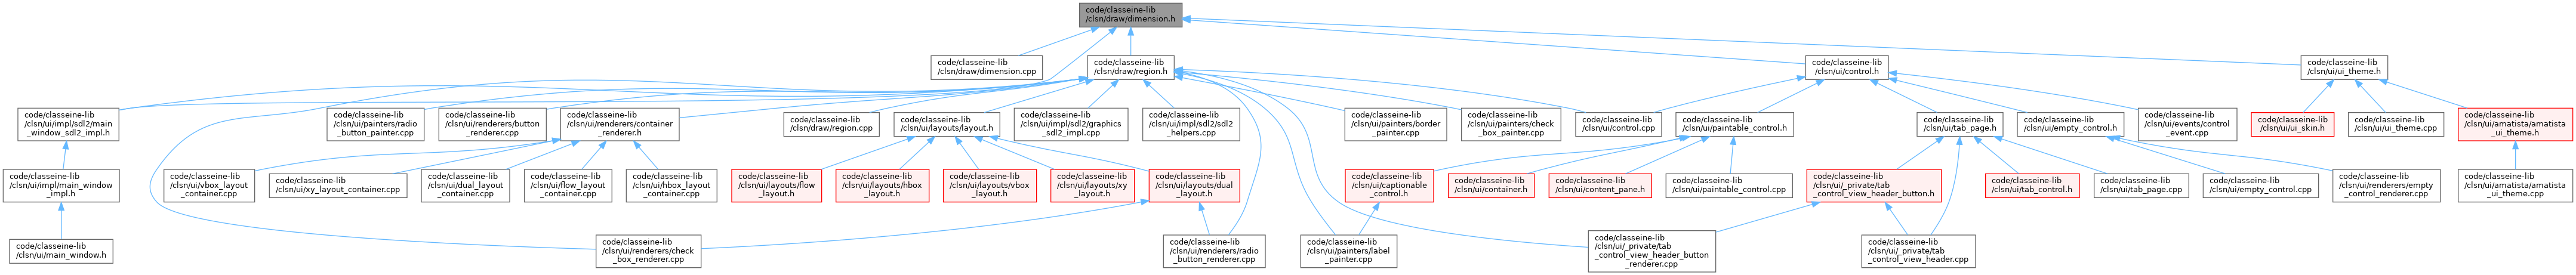 code/classeine-lib
/clsn/draw/dimension.h
code/classeine-lib
/clsn/draw/dimension.cpp
code/classeine-lib
/clsn/draw/region.h
code/classeine-lib
/clsn/ui/control.h
code/classeine-lib
/clsn/ui/ui_theme.h
code/classeine-lib
/clsn/ui/impl/sdl2/main
_window_sdl2_impl.h
code/classeine-lib
/clsn/ui/painters/radio
_button_painter.cpp
code/classeine-lib
/clsn/ui/renderers/button
_renderer.cpp
code/classeine-lib
/clsn/ui/renderers/container
_renderer.h
code/classeine-lib
/clsn/draw/region.cpp
code/classeine-lib
/clsn/ui/layouts/layout.h
code/classeine-lib
/clsn/ui/impl/sdl2/graphics
_sdl2_impl.cpp
code/classeine-lib
/clsn/ui/impl/sdl2/sdl2
_helpers.cpp
code/classeine-lib
/clsn/ui/painters/border
_painter.cpp
code/classeine-lib
/clsn/ui/painters/check
_box_painter.cpp
code/classeine-lib
/clsn/ui/control.cpp
code/classeine-lib
/clsn/ui/paintable_control.h
code/classeine-lib
/clsn/ui/tab_page.h
code/classeine-lib
/clsn/ui/empty_control.h
code/classeine-lib
/clsn/ui/events/control
_event.cpp
code/classeine-lib
/clsn/ui/ui_skin.h
code/classeine-lib
/clsn/ui/ui_theme.cpp
code/classeine-lib
/clsn/ui/amatista/amatista
_ui_theme.h
code/classeine-lib
/clsn/ui/impl/main_window
_impl.h
code/classeine-lib
/clsn/ui/vbox_layout
_container.cpp
code/classeine-lib
/clsn/ui/xy_layout_container.cpp
code/classeine-lib
/clsn/ui/dual_layout
_container.cpp
code/classeine-lib
/clsn/ui/flow_layout
_container.cpp
code/classeine-lib
/clsn/ui/hbox_layout
_container.cpp
code/classeine-lib
/clsn/ui/layouts/flow
_layout.h
code/classeine-lib
/clsn/ui/layouts/hbox
_layout.h
code/classeine-lib
/clsn/ui/layouts/vbox
_layout.h
code/classeine-lib
/clsn/ui/layouts/xy
_layout.h
code/classeine-lib
/clsn/ui/layouts/dual
_layout.h
code/classeine-lib
/clsn/ui/captionable
_control.h
code/classeine-lib
/clsn/ui/container.h
code/classeine-lib
/clsn/ui/content_pane.h
code/classeine-lib
/clsn/ui/paintable_control.cpp
code/classeine-lib
/clsn/ui/_private/tab
_control_view_header_button.h
code/classeine-lib
/clsn/ui/tab_control.h
code/classeine-lib
/clsn/ui/tab_page.cpp
code/classeine-lib
/clsn/ui/empty_control.cpp
code/classeine-lib
/clsn/ui/renderers/empty
_control_renderer.cpp
code/classeine-lib
/clsn/ui/amatista/amatista
_ui_theme.cpp
code/classeine-lib
/clsn/ui/main_window.h
code/classeine-lib
/clsn/ui/renderers/check
_box_renderer.cpp
code/classeine-lib
/clsn/ui/renderers/radio
_button_renderer.cpp
code/classeine-lib
/clsn/ui/painters/label
_painter.cpp
code/classeine-lib
/clsn/ui/_private/tab
_control_view_header_button
_renderer.cpp
code/classeine-lib
/clsn/ui/_private/tab
_control_view_header.cpp